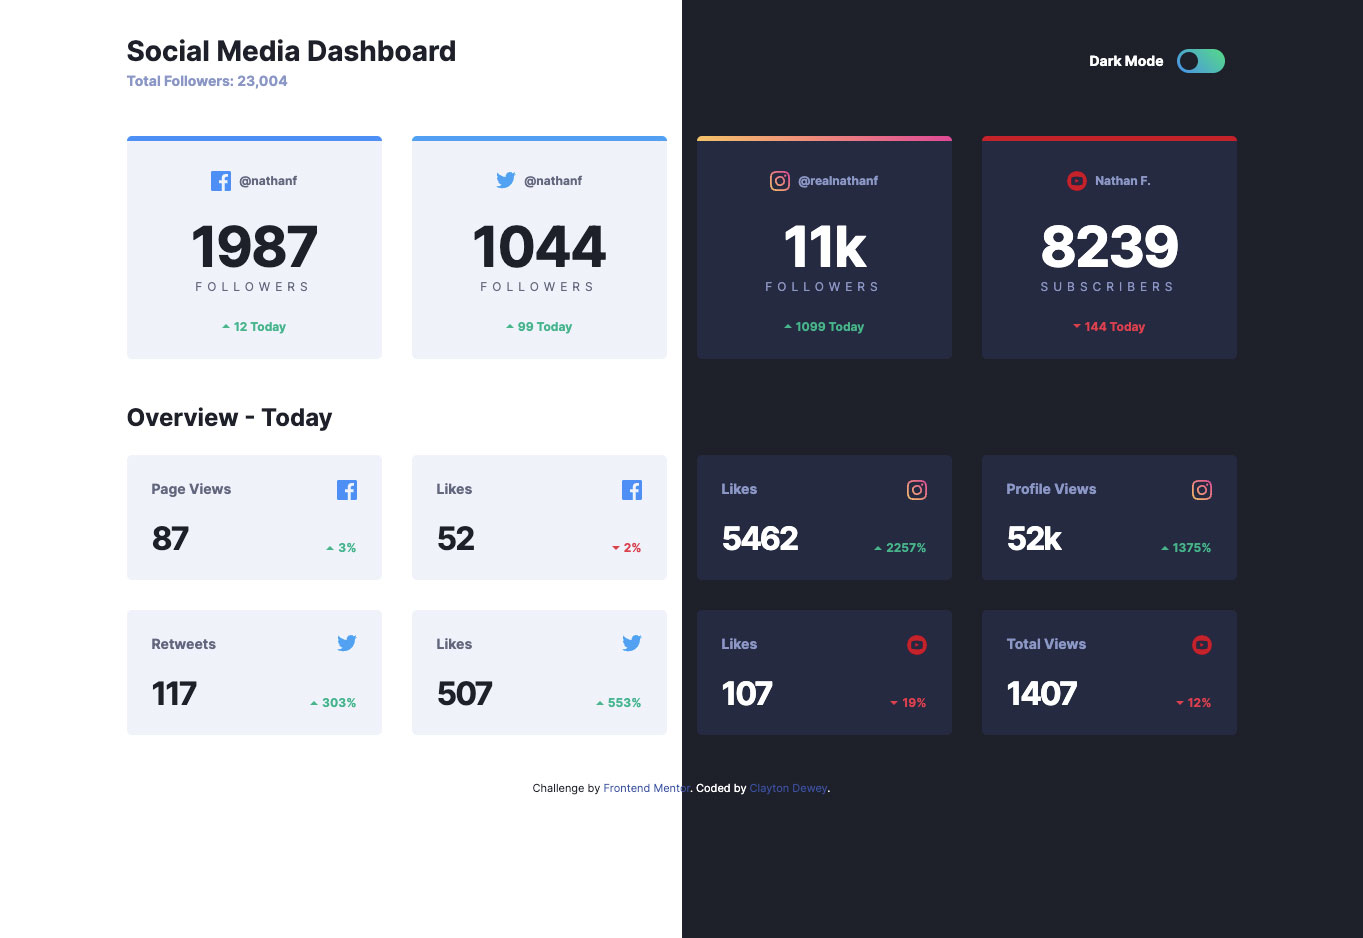 Social Media Dashboard
Total Followers: 23,004
Dark Mode
@nathanf
1987
FOLLOWERS
12 Today
@nathanf
1044
FOLLOWERS
99 Today
@realnathanf
11k
FOLLOWERS
1099 Today
Nathan F.
8239
SUBSCRIBERS
144 Today
Overview - Today
Page Views
87
3%
Likes
52
2%
Likes
5462
2257%
Profile Views
52k
1375%
Retweets
117
303%
Likes
507
553%
Likes
107
19%
Total Views
1407
12%
Challenge by Frontend Mentor. Coded by Clayton Dewey.